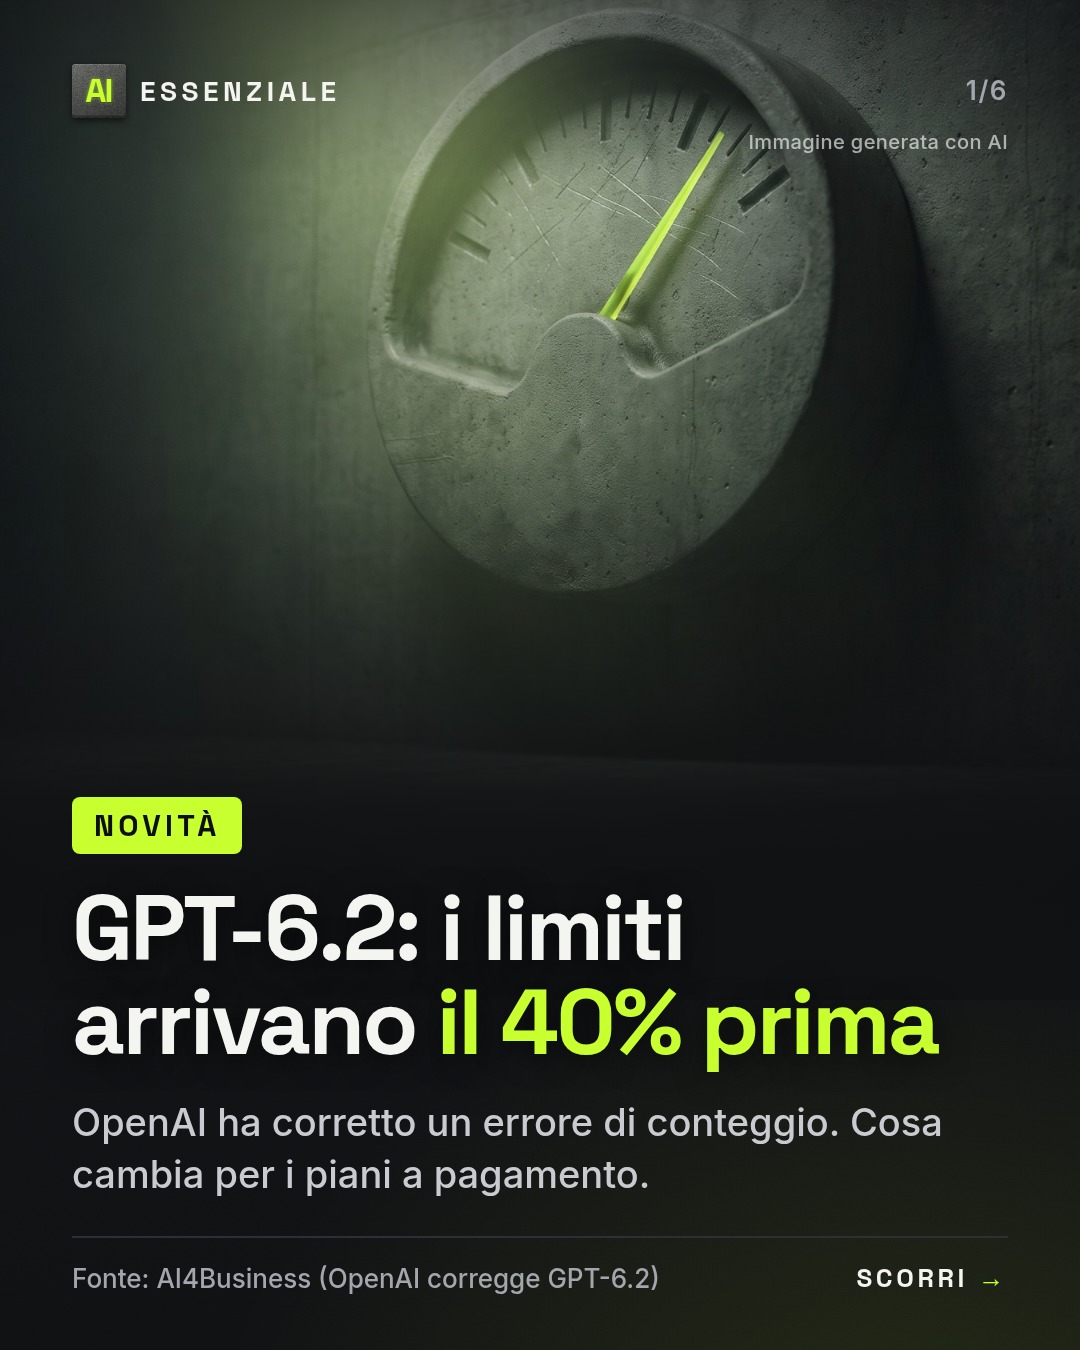 AI ESSENZIALE
1/6
Immagine generata con AI
NOVITÀ
GPT-6.2: i limiti
arrivano il 40% prima
OpenAI ha corretto un errore di conteggio. Cosa
cambia per i piani a pagamento.
Fonte: AI4Business (OpenAI corregge GPT-6.2)
SCORRI →